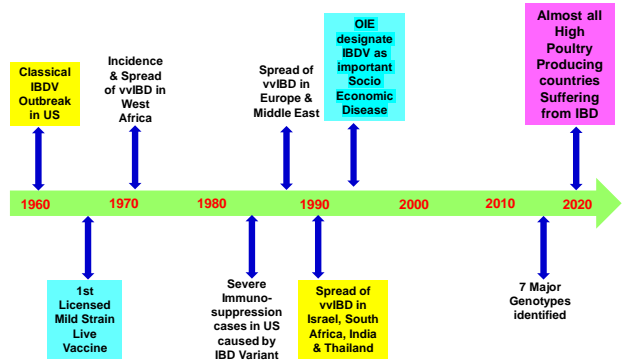 Classical
IBDV
Outbreak
in US
Incidence
& Spread
of vvIBD in
West
Africa
Spread of
vvIBD in
Europe &
Middle East
OIE
designate
IBDV as
important
Socio
Economic
Disease
Almost all
High
Poultry
Producing
countries
Suffering
from IBD
1960 1970 1980 1990 2000 2010 2020
1st
Licensed
Mild Strain
Live
Vaccine
Severe
Immuno-
suppression
cases in US
caused by
IBD Variant
Spread of
vvIBD in
Israel, South
Africa, India
& Thailand
7 Major
Genotypes
identified